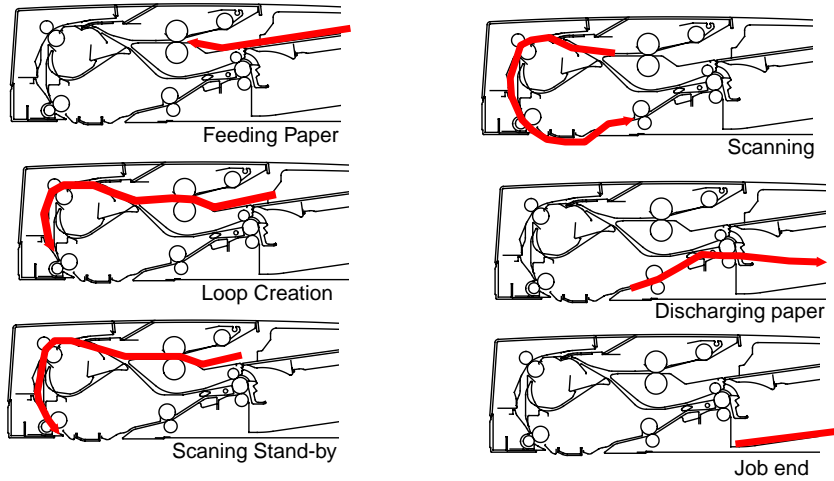 Feeding Paper
Loop Creation
Scaning Stand-by
Scanning
Discharging paper
Job end